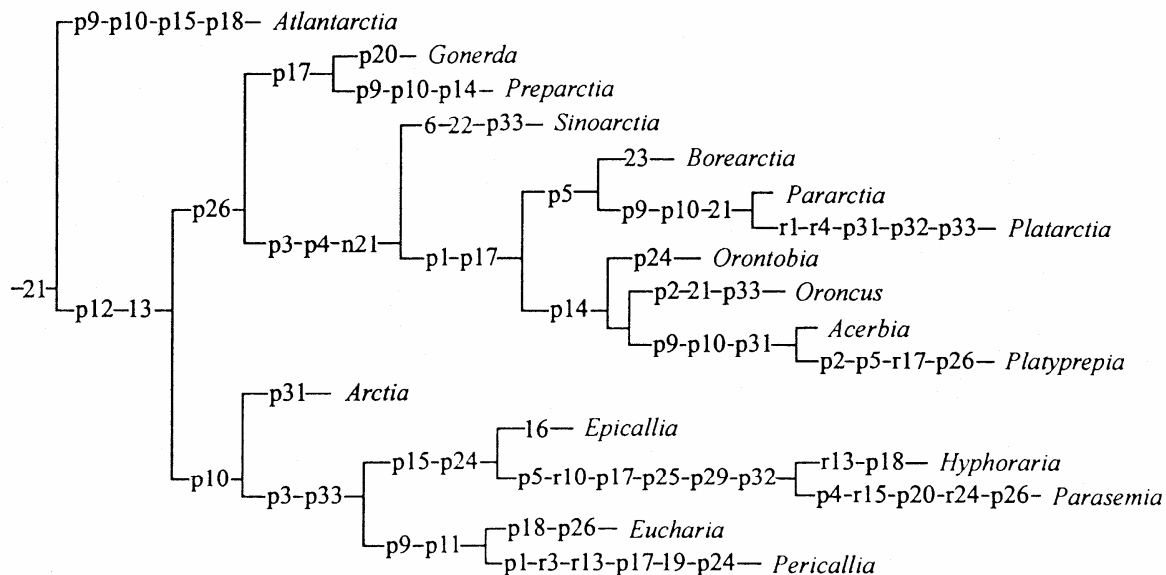 p9-p10-p15-p18– Atlantarctia
p20– Gonerda
p17
p9-p10-p14– Preparctia
6–22–p33– Sinoarctia
23– Borearctia
p5
Pararctia
p26
p9–p10–21
r1–r4–p31–p32–p33– Platarctia
p3-p4-n21
p1–p17
p24– Orontobia
–21
p2–21–p33– Oroncus
p12–13
p14
Acerbia
p9-p10-p31
p2–p5–r17–p26– Platyprepia
p31– Arctia
16– Epicallia
p15-p24
r13–p18– Hyphoraria
p10
p5-r10-p17-p25-p29-p32
p3-p33
p4–r15–p20–r24–p26– Parasemia
p18–p26– Eucharia
p9–p11
p1–r3–r13–p17–19–p24– Pericallia